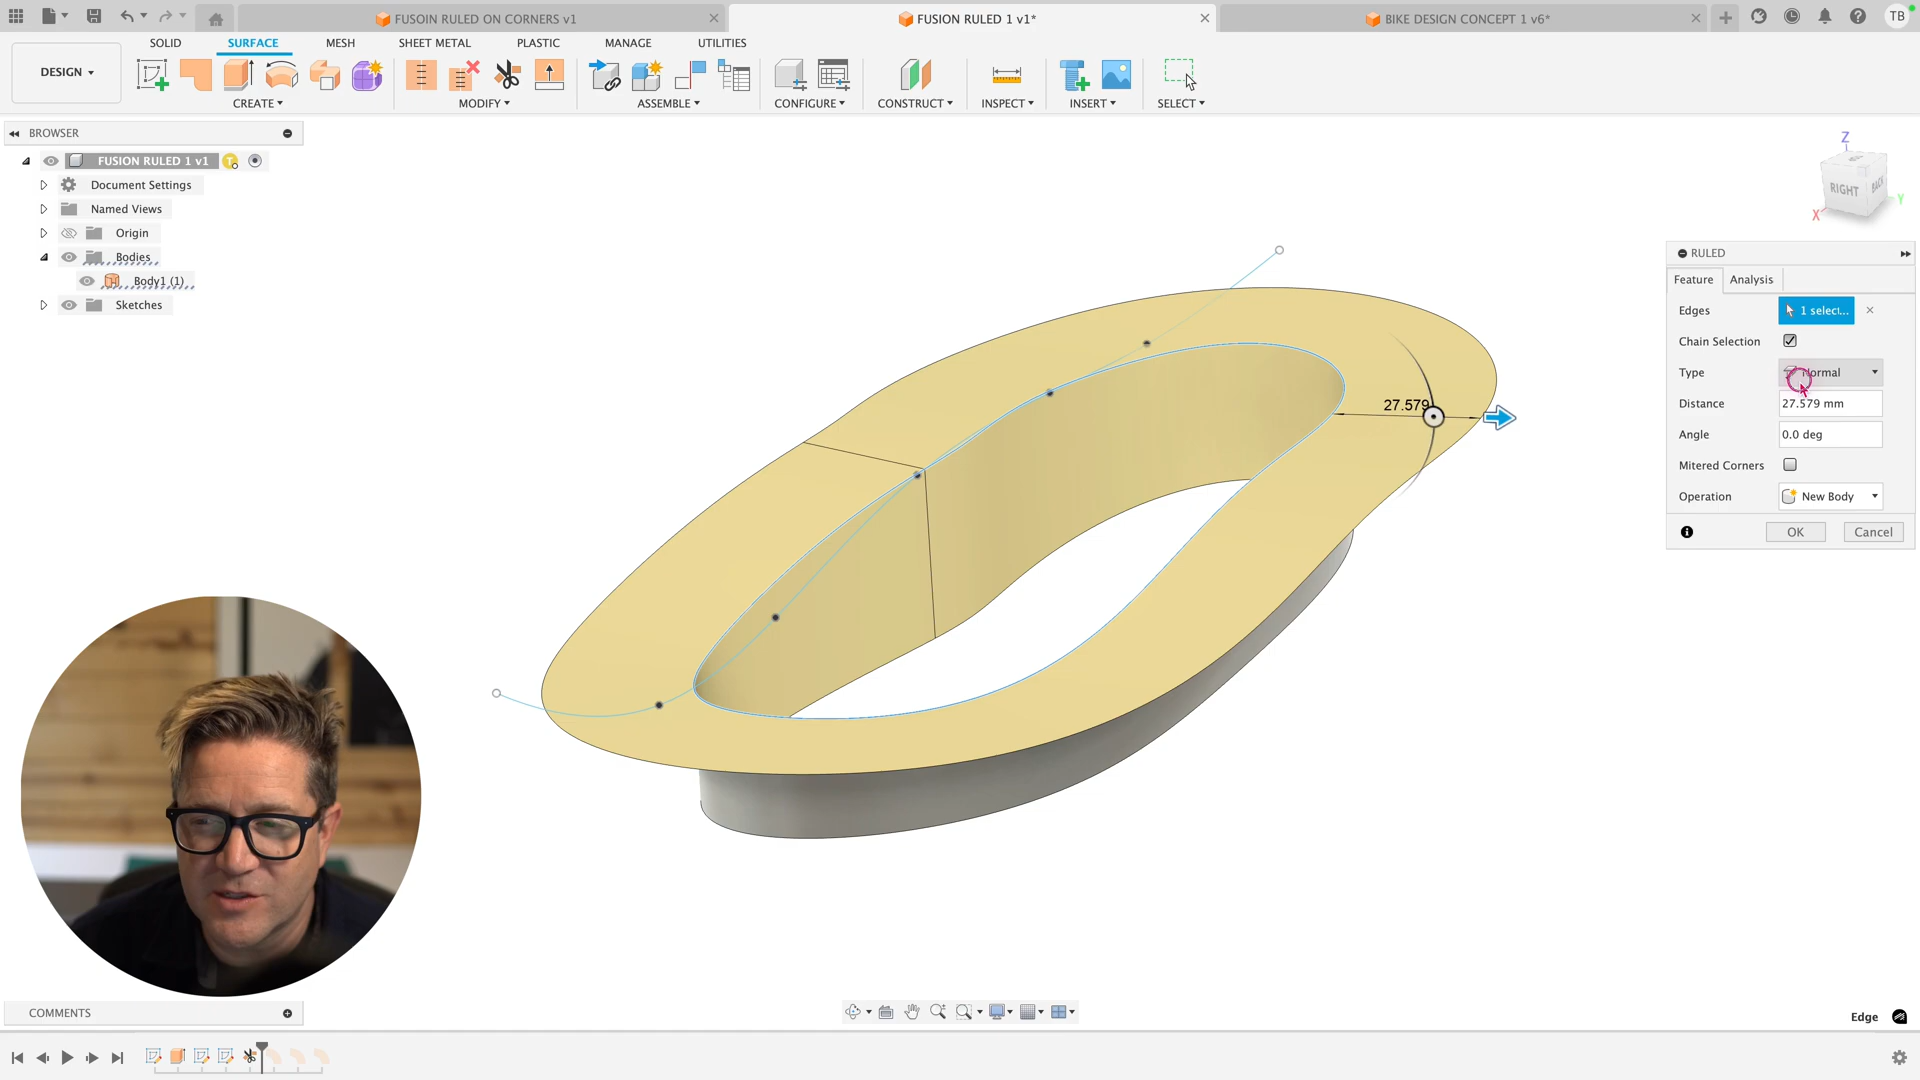 FUSOIN RULED ON CORNERS v1
FUSION RULED 1 v1*
BIKE DESIGN CONCEPT 1 v6*
TB
SOLID
SURFACE
MESH
SHEET METAL
PLASTIC
MANAGE
UTILITIES
DESIGN
CREATE
MODIFY
ASSEMBLE
CONFIGURE
CONSTRUCT
INSPECT
INSERT
SELECT
BROWSER
FUSION RULED 1 v1
Document Settings
Named Views
Origin
Bodies
Body1 (1)
Sketches
Z
RIGHT
BACK
X
Y
RULED
Feature
Analysis
Edges
1 selec...
Chain Selection
Type
Distance
27.579 mm
Angle
0.0 deg
Mitered Corners
Operation
New Body
OK
Cancel
27.579
COMMENTS
Edge